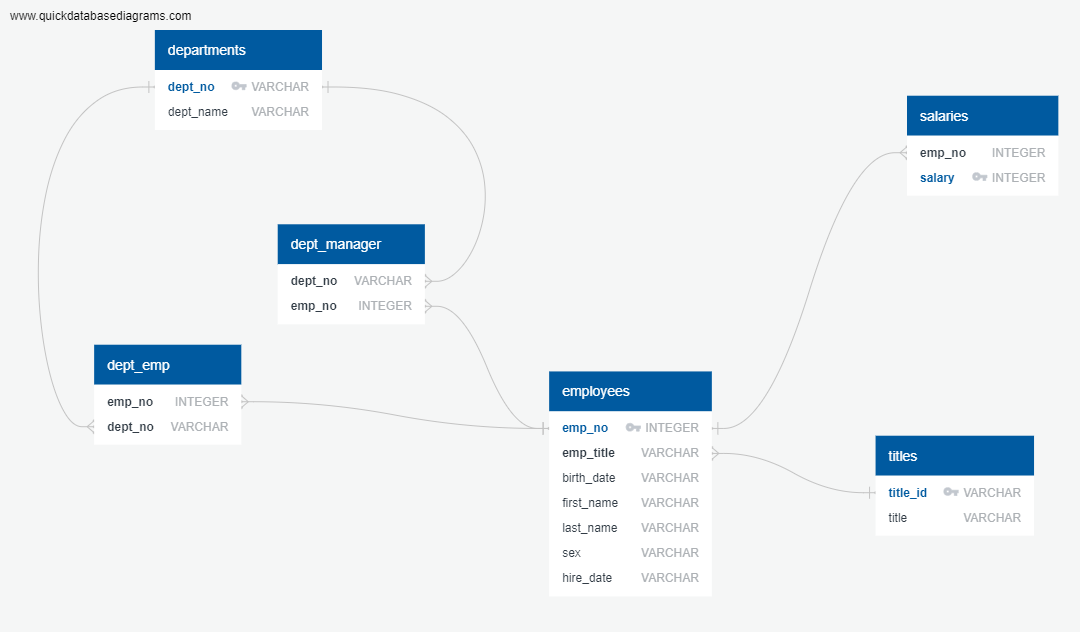 www.quickdatabasediagrams.com
departments
dept_no VARCHAR
dept_name VARCHAR
salaries
emp_no INTEGER
salary INTEGER
dept_manager
dept_no VARCHAR
emp_no INTEGER
dept_emp
emp_no INTEGER
dept_no VARCHAR
employees
emp_no INTEGER
emp_title VARCHAR
birth_date VARCHAR
first_name VARCHAR
last_name VARCHAR
sex VARCHAR
hire_date VARCHAR
titles
title_id VARCHAR
title VARCHAR